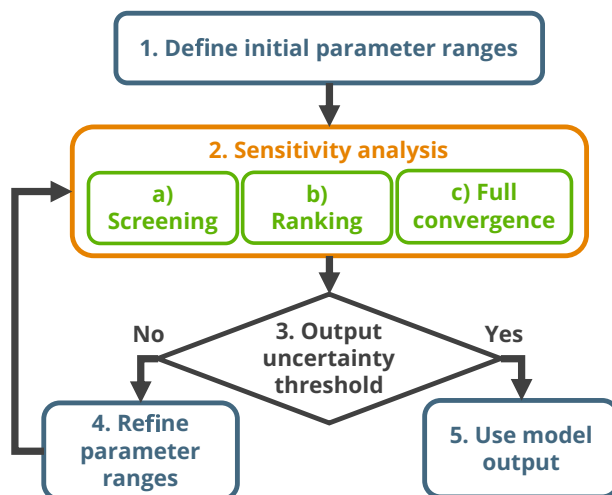 1. Define initial parameter ranges
2. Sensitivity analysis
a)
Screening
b)
Ranking
c) Full
convergence
No
3. Output
uncertainty
threshold
Yes
4. Refine
parameter
ranges
5. Use model
output